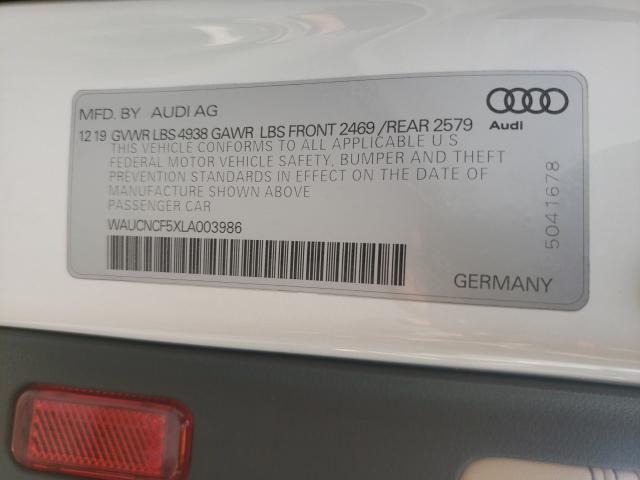 MFD. BY AUDI AG
12 19 GVWR LBS 4938 GAWR LBS FRONT 2469 /REAR 2579
THIS VEHICLE CONFORMS TO ALL APPLICABLE U S
FEDERAL MOTOR VEHICLE SAFETY, BUMPER AND THEFT
PREVENTION STANDARDS IN EFFECT ON THE DATE OF
MANUFACTURE SHOWN ABOVE
PASSENGER CAR
WAUCNCF5XLA003986
Audi
5041678
GERMANY